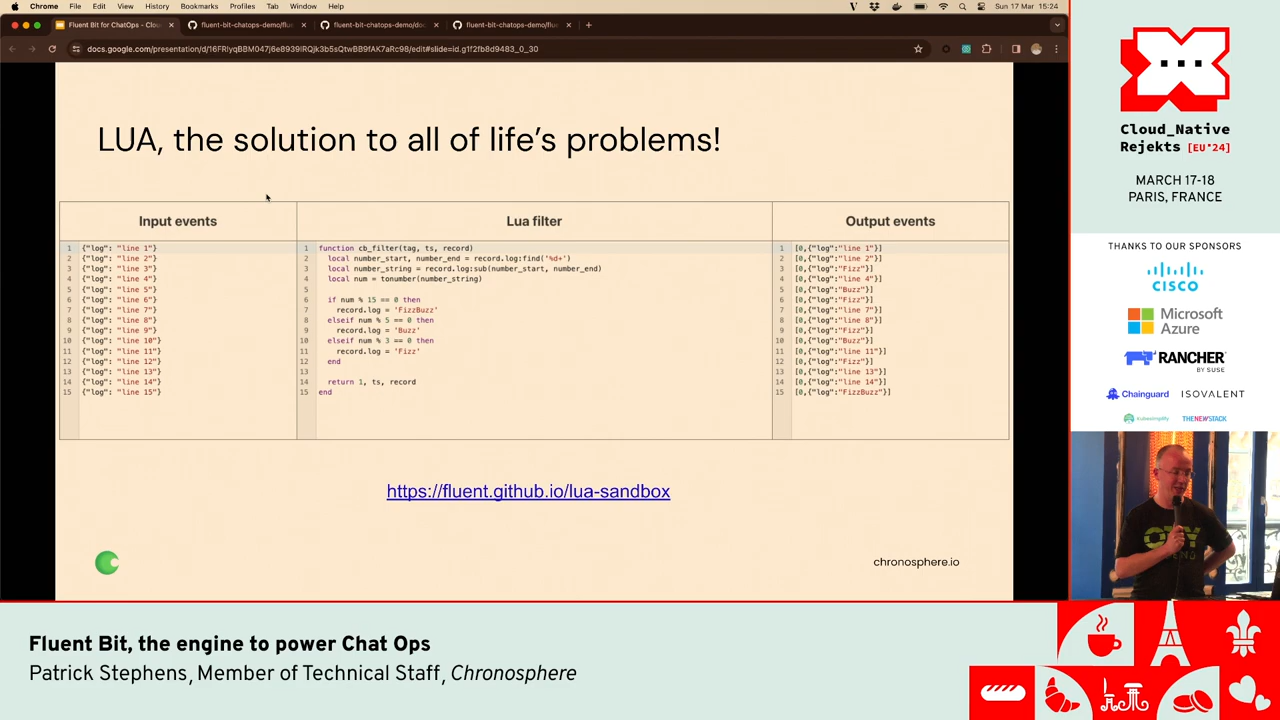 Chrome File Edit View History Bookmarks Profiles Tab Window Help
Sun 17 Mar 15:24
Fluent Bit for ChatOps - Clou
fluent-bit-chatops-demo/flue
fluent-bit-chatops-demo/doc
fluent-bit-chatops-demo/flue
docs.google.com/presentation/d/16FRlyqBBM047j6e8939lRQjk3b5sQtwBB9fAK7aRc98/edit#slide=id.g1f2fb8d9483_0_30
LUA, the solution to all of life's problems!
Input events
1 {"log": "line 1"}
2 {"log": "line 2"}
3 {"log": "line 3"}
4 {"log": "line 4"}
5 {"log": "line 5"}
6 {"log": "line 6"}
7 {"log": "line 7"}
8 {"log": "line 8"}
9 {"log": "line 9"}
10 {"log": "line 10"}
11 {"log": "line 11"}
12 {"log": "line 12"}
13 {"log": "line 13"}
14 {"log": "line 14"}
15 {"log": "line 15"}
Lua filter
1 function cb_filter(tag, ts, record)
2 local number_start, number_end = record.log:find('%d+')
3 local number_string = record.log:sub(number_start, number_end)
4 local num = tonumber(number_string)
5
6 if num % 15 == 0 then
7 record.log = 'FizzBuzz'
8 elseif num % 5 == 0 then
9 record.log = 'Buzz'
10 elseif num % 3 == 0 then
11 record.log = 'Fizz'
12 end
13
14 return 1, ts, record
15 end
Output events
1 [0,{"log":"line 1"}]
2 [0,{"log":"line 2"}]
3 [0,{"log":"Fizz"}]
4 [0,{"log":"line 4"}]
5 [0,{"log":"Buzz"}]
6 [0,{"log":"Fizz"}]
7 [0,{"log":"line 7"}]
8 [0,{"log":"line 8"}]
9 [0,{"log":"Fizz"}]
10 [0,{"log":"Buzz"}]
11 [0,{"log":"line 11"}]
12 [0,{"log":"Fizz"}]
13 [0,{"log":"line 13"}]
14 [0,{"log":"line 14"}]
15 [0,{"log":"FizzBuzz"}]
https://fluent.github.io/lua-sandbox
chronosphere.io
Cloud_Native
Rejekts [EU'24]
MARCH 17-18
PARIS, FRANCE
THANKS TO OUR SPONSORS
CISCO
Microsoft
Azure
RANCHER
BY SUSE
Chainguard ISOVALENT
kubesimplify THENEWSTACK
Fluent Bit, the engine to power Chat Ops
Patrick Stephens, Member of Technical Staff, Chronosphere